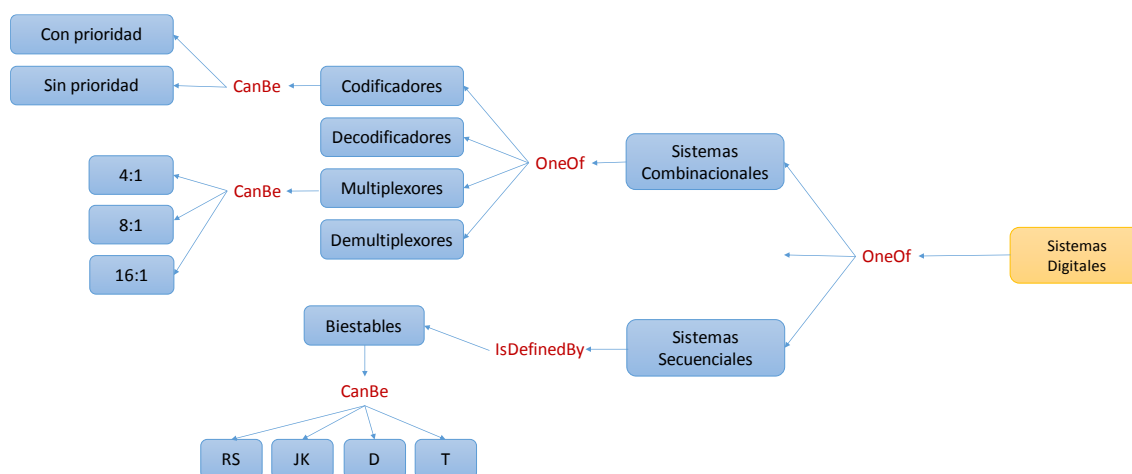 Con prioridad
Sin prioridad
CanBe
Codificadores
Decodificadores
4:1
CanBe
Multiplexores
8:1
Demultiplexores
16:1
OneOf
Sistemas
Combinacionales
OneOf
Sistemas
Digitales
Biestables
IsDefinedBy
Sistemas
Secuenciales
CanBe
RS
JK
D
T